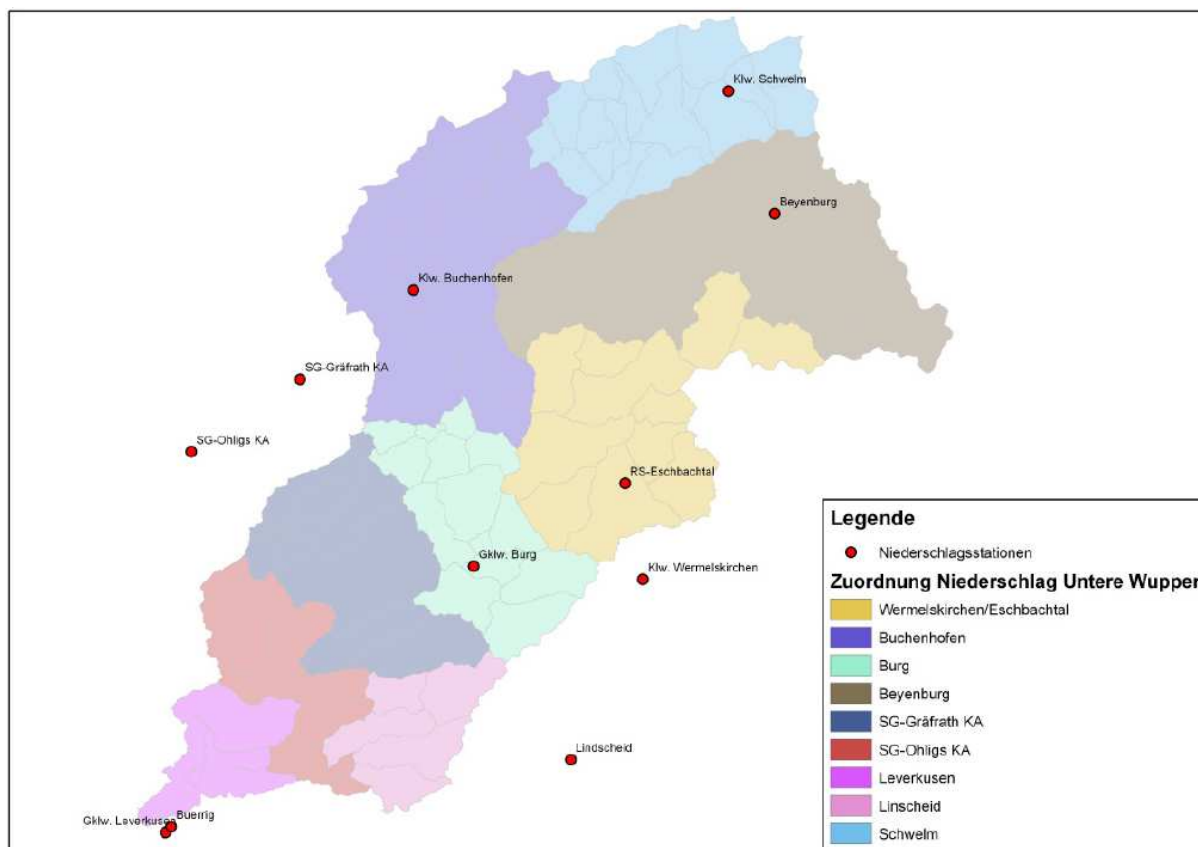 Klw. Schwelm
Beyenburg
Klw. Buchenhofen
SG-Gräfrath KA
SG-Ohligs KA
RS-Eschbachtal
Gklw. Burg
Klw. Wermelskirchen
Lindscheid
Buerrig
Gklw. Leverkusen
Legende
Niederschlagsstationen
Zuordnung Niederschlag Untere Wupper
Wermelskirchen/Eschbachtal
Buchenhofen
Burg
Beyenburg
SG-Gräfrath KA
SG-Ohligs KA
Leverkusen
Linscheid
Schwelm